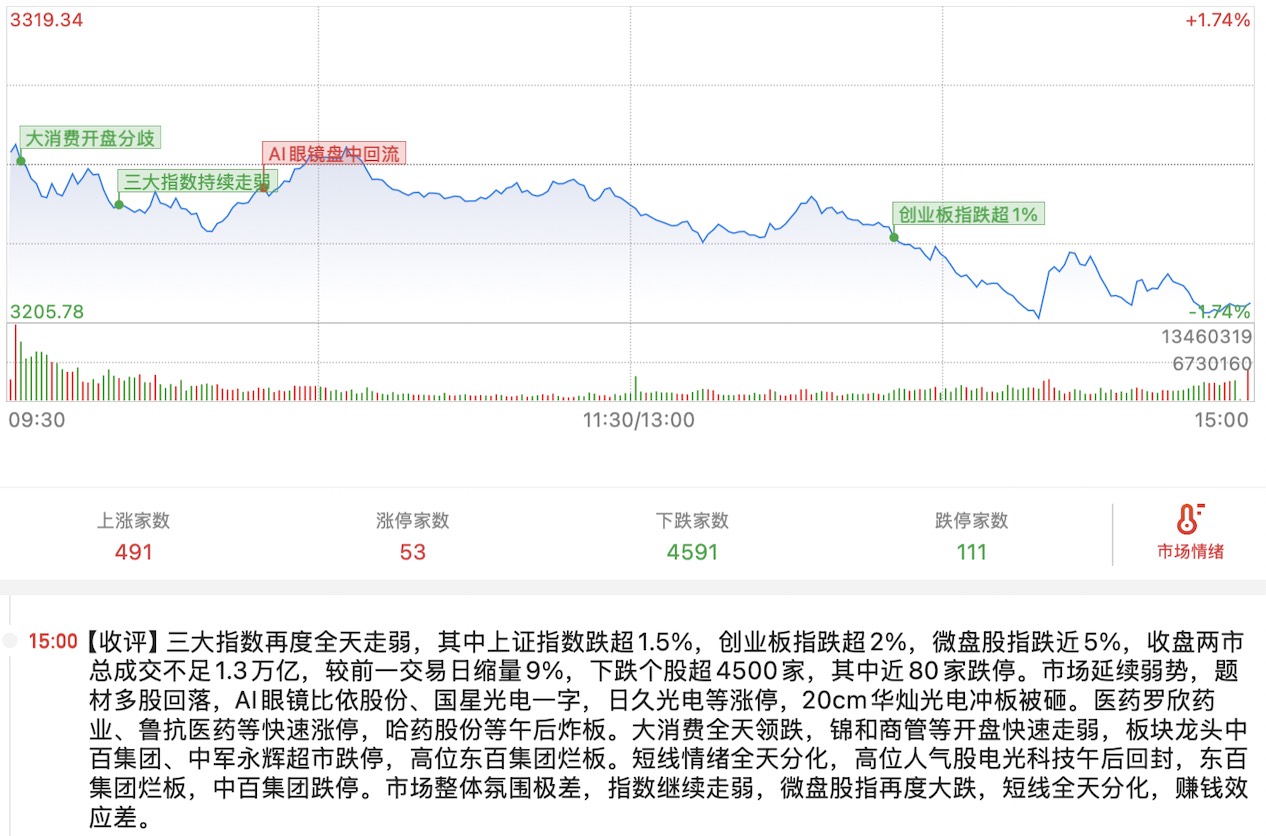 3319.34
+1.74%
大消费开盘分歧
AI眼镜盘中回流
三大指数持续走弱
创业板指跌超1%
3205.78
-1.74%
13460319
6730160
09:30
11:30/13:00
15:00
上涨家数
涨停家数
下跌家数
跌停家数
491
53
4591
111
市场情绪
15:00【收评】三大指数再度全天走弱，其中上证指数跌超1.5%，创业板指跌超2%，微盘股指跌近5%，收盘两市
总成交不足1.3万亿，较前一交易日缩量9%，下跌个股超4500家，其中近80家跌停。市场延续弱势，题
材多股回落，AI眼镜比依股份、国星光电一字，日久光电等涨停，20cm华灿光电冲板被砸。医药罗欣药
业、鲁抗医药等快速涨停，哈药股份等午后炸板。大消费全天领跌，锦和商管等开盘快速走弱，板块龙头中
百集团、中军永辉超市跌停，高位东百集团烂板。短线情绪全天分化，高位人气股电光科技午后回封，东百
集团烂板，中百集团跌停。市场整体氛围极差，指数继续走弱，微盘股指再度大跌，短线全天分化，赚钱效
应差。